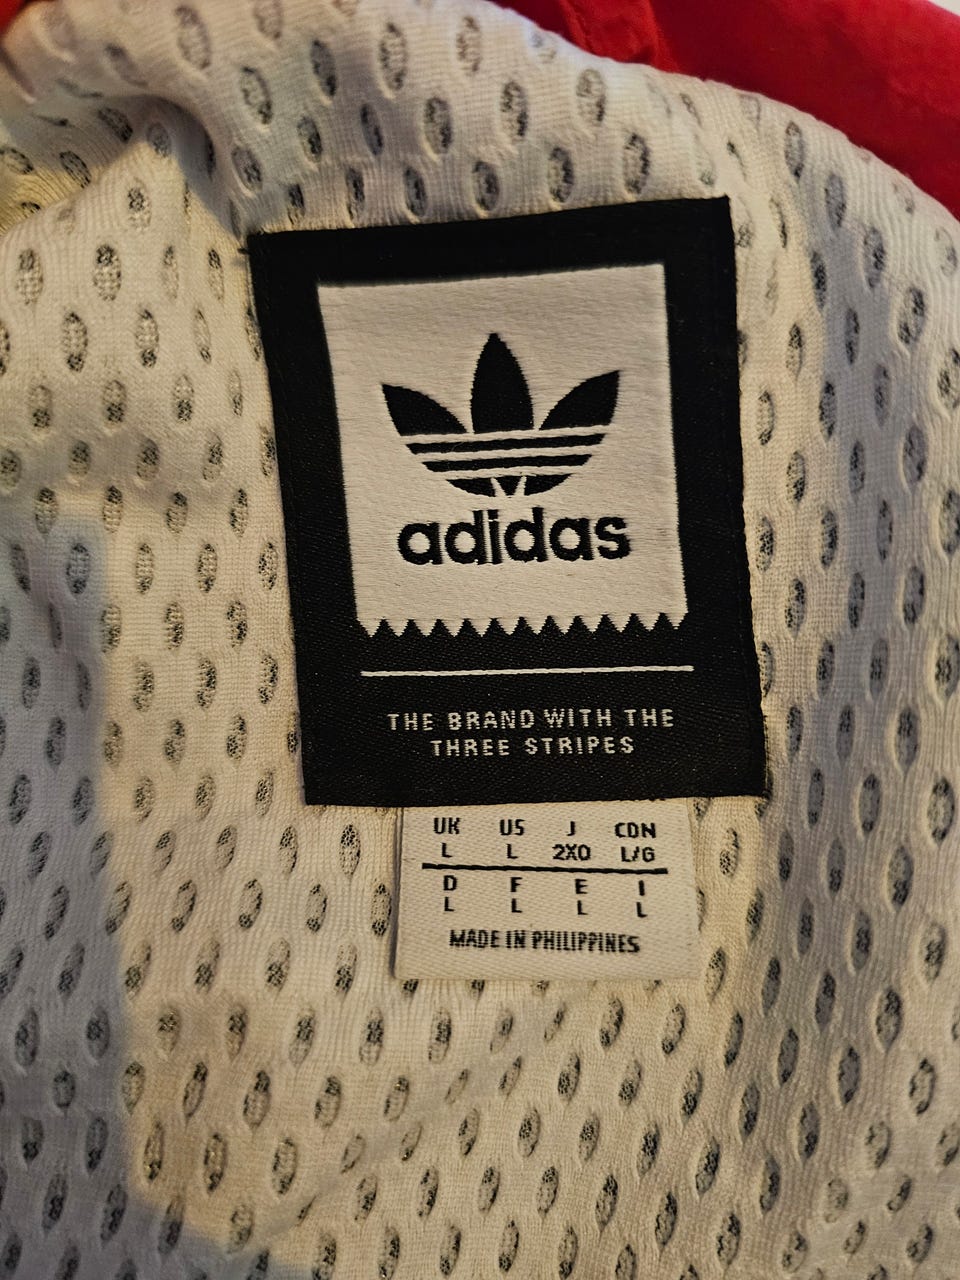 adidas
THE BRAND WITH THE
THREE STRIPES
UK US J CDN
L L 2XO L/G
D F E I
L L L L
MADE IN PHILIPPINES